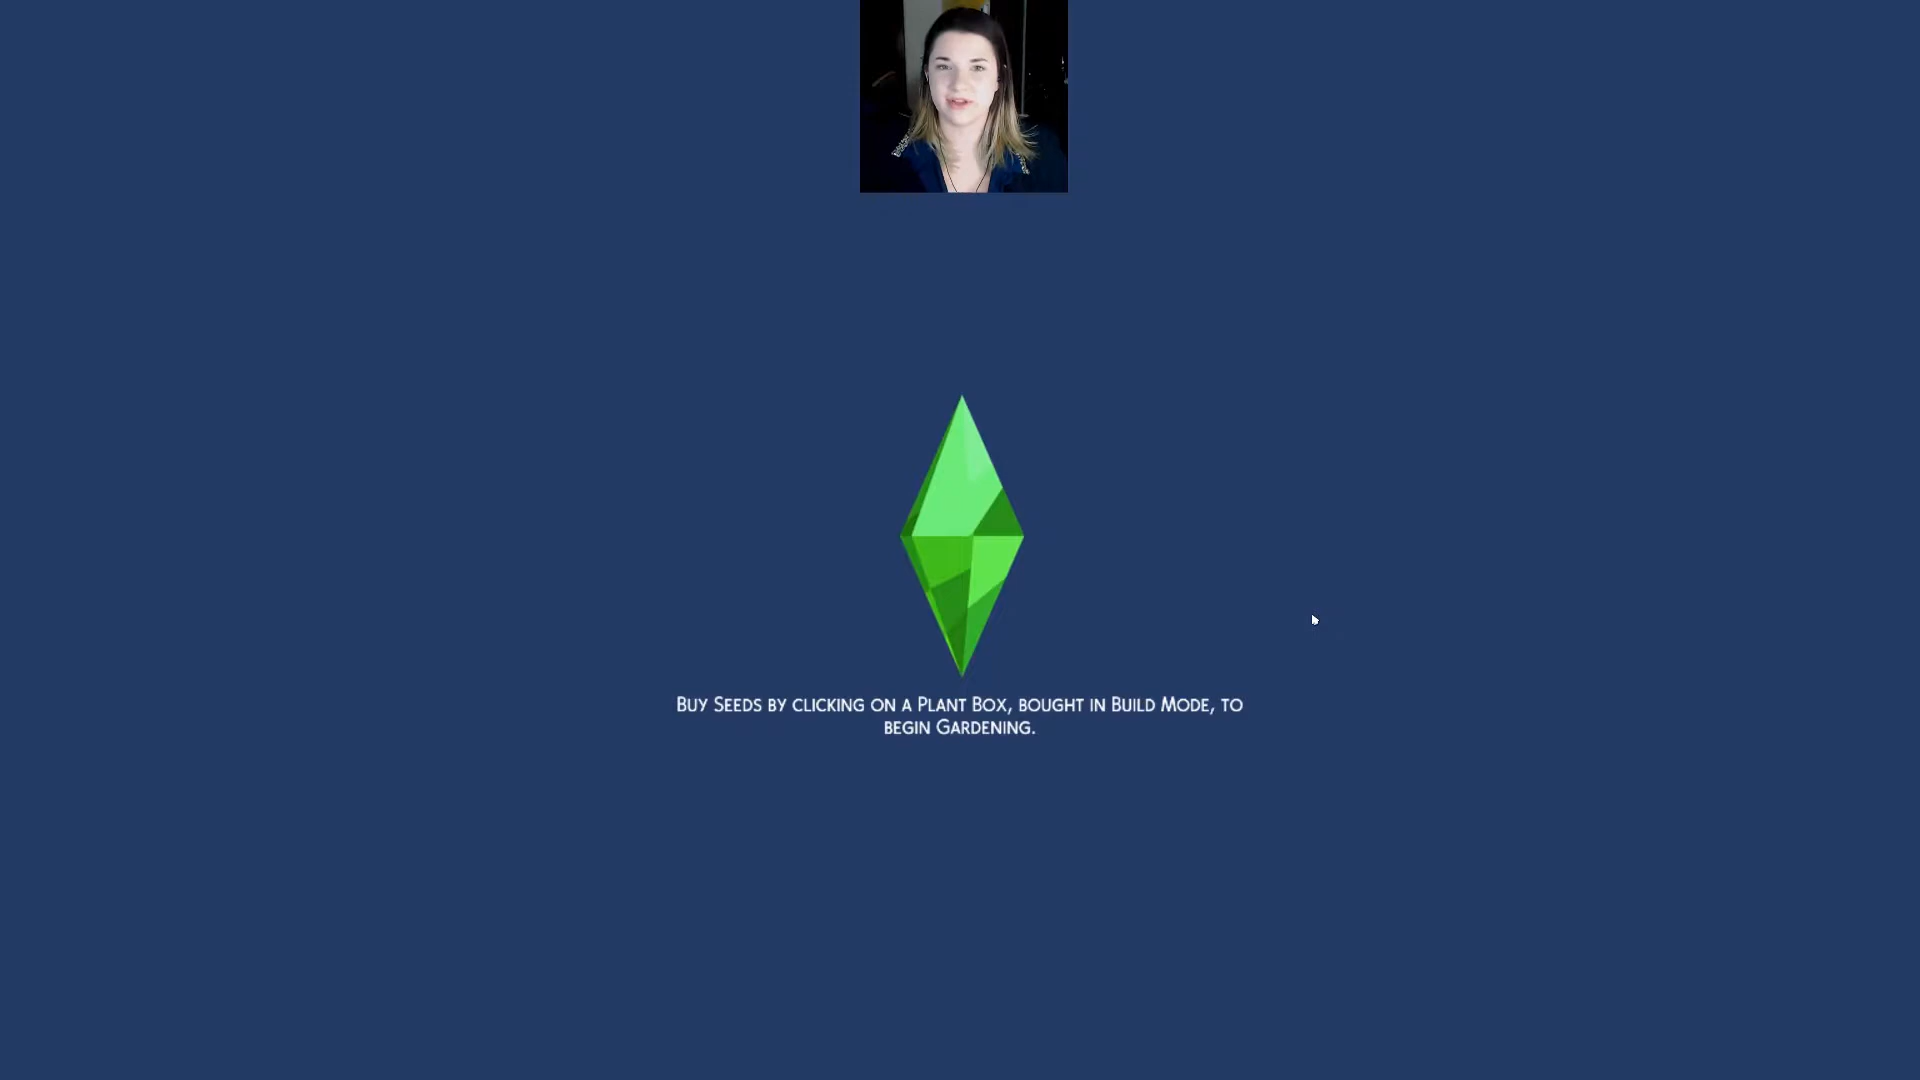 BUY SEEDS BY CLICKING ON A PLANT BOX, BOUGHT IN BUILD MODE, TO
BEGIN GARDENING.